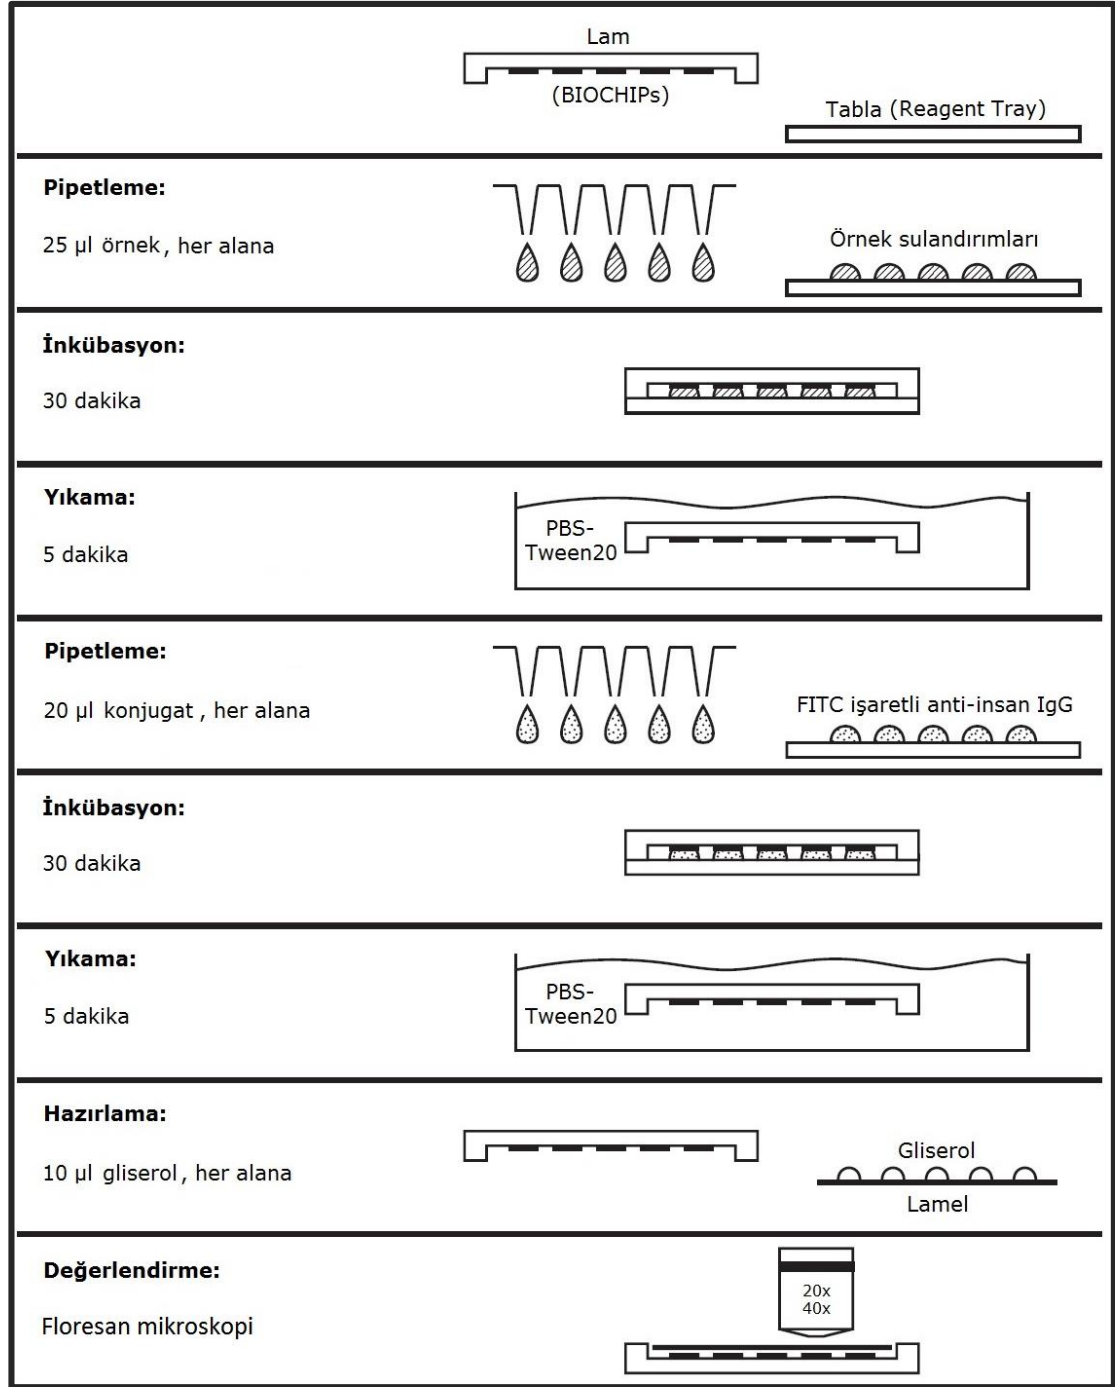 Lam
(BIOCHIPs)
Tabla (Reagent Tray)
Pipetleme:
25 µl örnek, her alana
Örnek sulandırımları
İnkübasyon:
30 dakika
Yıkama:
5 dakika
PBS-
Tween20
Pipetleme:
20 µl konjugat , her alana
FITC işaretli anti-insan IgG
İnkübasyon:
30 dakika
Yıkama:
5 dakika
PBS-
Tween20
Hazırlama:
10 µl gliserol, her alana
Gliserol
Lamel
Değerlendirme:
Floresan mikroskopi
20x
40x